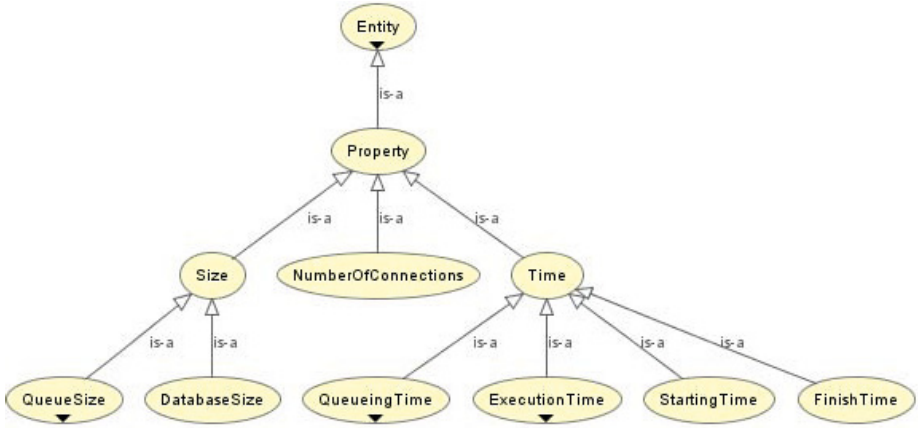 Entity
is-a
Property
is-a
is-a
is-a
Size
NumberOfConnections
Time
is-a
is-a
is-a
is-a
is-a
is-a
QueueSize
DatabaseSize
QueueingTime
ExecutionTime
StartingTime
FinishTime